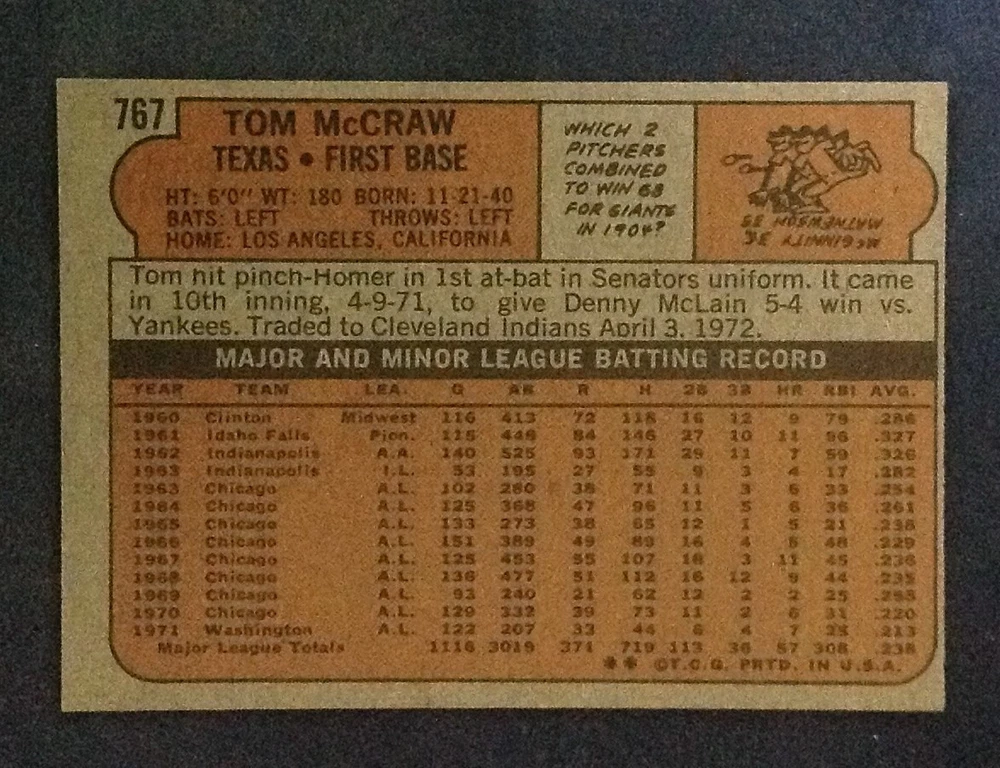 767
TOM McCRAW
TEXAS • FIRST BASE
HT: 6'0" WT: 180 BORN: 11-21-40
BATS: LEFT THROWS: LEFT
HOME: LOS ANGELES, CALIFORNIA
WHICH 2
PITCHERS
COMBINED
TO WIN 68
FOR GIANTS
IN 1904?
McGINNITY 35
MATHEWSON 33
Tom hit pinch-Homer in 1st at-bat in Senators uniform. It came
in 10th inning, 4-9-71, to give Denny McLain 5-4 win vs.
Yankees. Traded to Cleveland Indians April 3, 1972.
MAJOR AND MINOR LEAGUE BATTING RECORD
YEAR TEAM LEA. G AB R H 2B 3B HR RBI AVG.
1960 Clinton Midwest 116 413 72 118 16 12 9 79 .286
1961 Idaho Falls Pion. 115 446 84 146 27 10 11 96 .327
1962 Indianapolis A.A. 140 525 93 171 29 11 7 59 .326
1963 Indianapolis I.L. 53 195 27 55 9 3 4 17 .282
1963 Chicago A.L. 102 280 38 71 11 3 6 33 .254
1964 Chicago A.L. 125 368 47 96 11 5 6 36 .261
1965 Chicago A.L. 133 273 38 65 12 1 5 21 .238
1966 Chicago A.L. 151 389 49 89 16 4 5 48 .229
1967 Chicago A.L. 125 453 55 107 18 3 11 45 .236
1968 Chicago A.L. 136 477 51 112 16 12 9 44 .235
1969 Chicago A.L. 93 240 21 62 12 2 2 25 .258
1970 Chicago A.L. 129 332 39 73 11 2 6 31 .220
1971 Washington A.L. 122 207 33 44 6 4 7 25 .213
Major League Totals 1116 3019 371 719 113 36 57 308 .238
** ©T.C.G. PRTD. IN U.S.A.